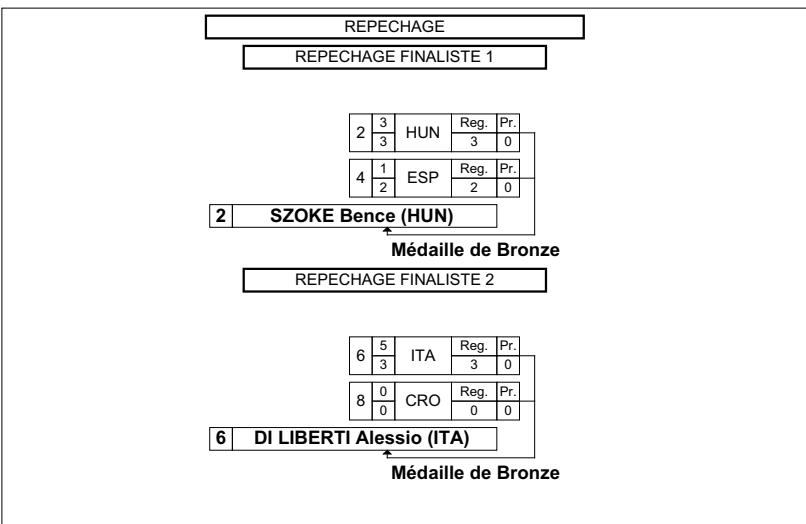 REPECHAGE
REPECHAGE FINALISTE 1
2 3 HUN Reg. Pr.
3 3 0
4 1 ESP Reg. Pr.
2 2 0
2 SZOKE Bence (HUN)
Médaille de Bronze
REPECHAGE FINALISTE 2
6 5 ITA Reg. Pr.
3 3 0
8 0 CRO Reg. Pr.
0 0 0
6 DI LIBERTI Alessio (ITA)
Médaille de Bronze